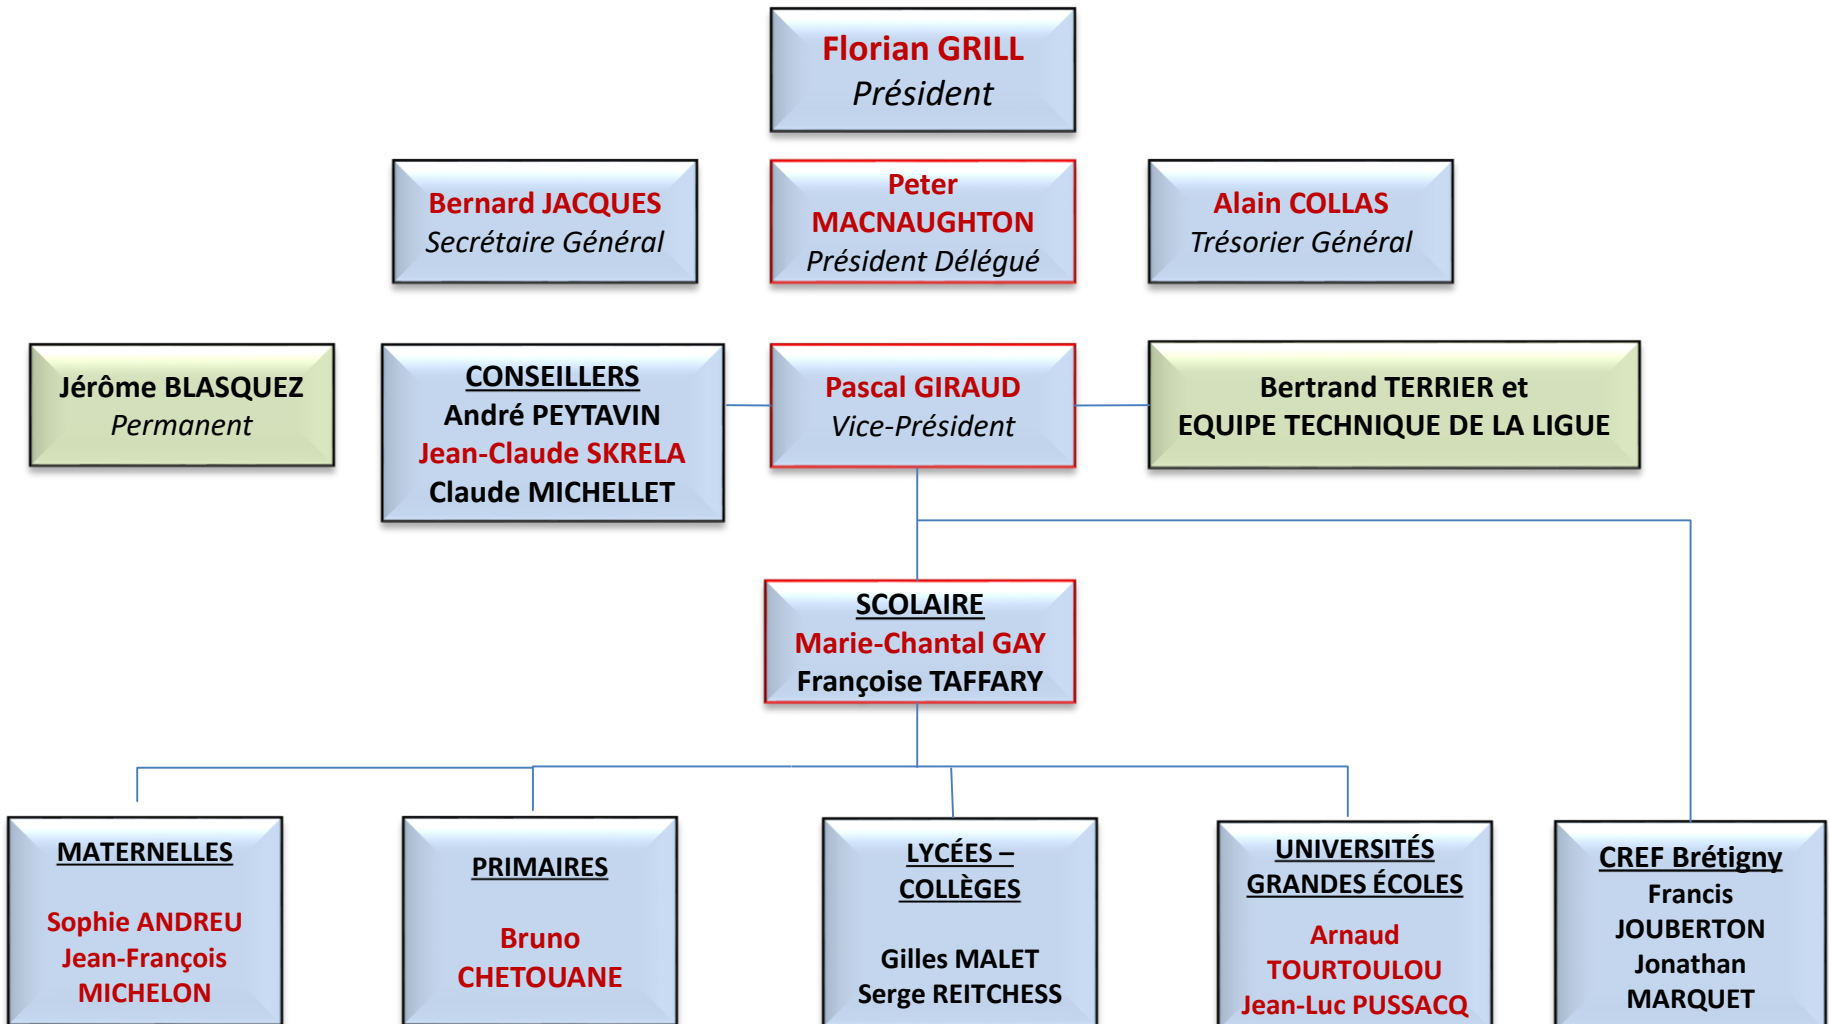 Florian GRILL
Président
Bernard JACQUES
Secrétaire Général
Peter
MACNAUGHTON
Président Délégué
Alain COLLAS
Trésorier Général
Jérôme BLASQUEZ
Permanent
CONSEILLERS
André PEYTAVIN
Jean-Claude SKRELA
Claude MICHELLET
Pascal GIRAUD
Vice-Président
Bertrand TERRIER et
EQUIPE TECHNIQUE DE LA LIGUE
SCOLAIRE
Marie-Chantal GAY
Françoise TAFFARY
MATERNELLES
Sophie ANDREU
Jean-François
MICHELON
PRIMAIRES
Bruno
CHETOUANE
LYCÉES –
COLLÈGES
Gilles MALET
Serge REITCHESS
UNIVERSITÉS
GRANDES ÉCOLES
Arnaud
TOURTOULOU
Jean-Luc PUSSACQ
CREF Brétigny
Francis
JOUBERTON
Jonathan
MARQUET